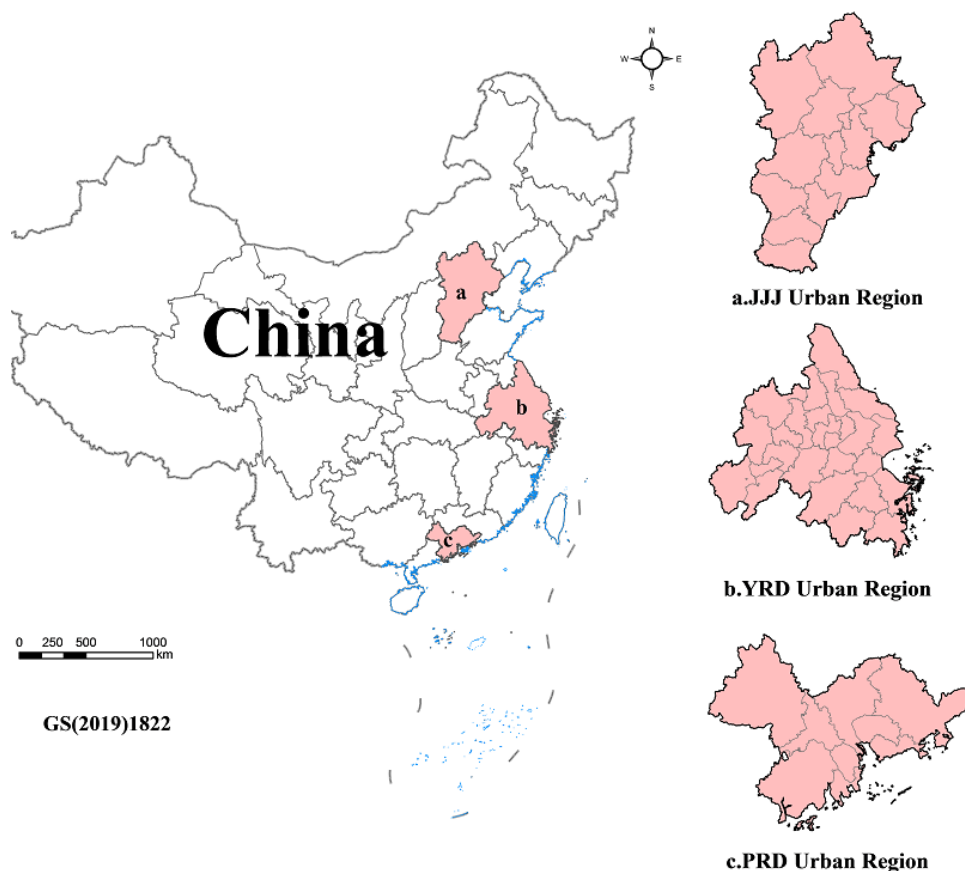 N
W E
S
a
China
b
c
0 250 500 1000
km
GS(2019)1822
a.JJJ Urban Region
b.YRD Urban Region
c.PRD Urban Region